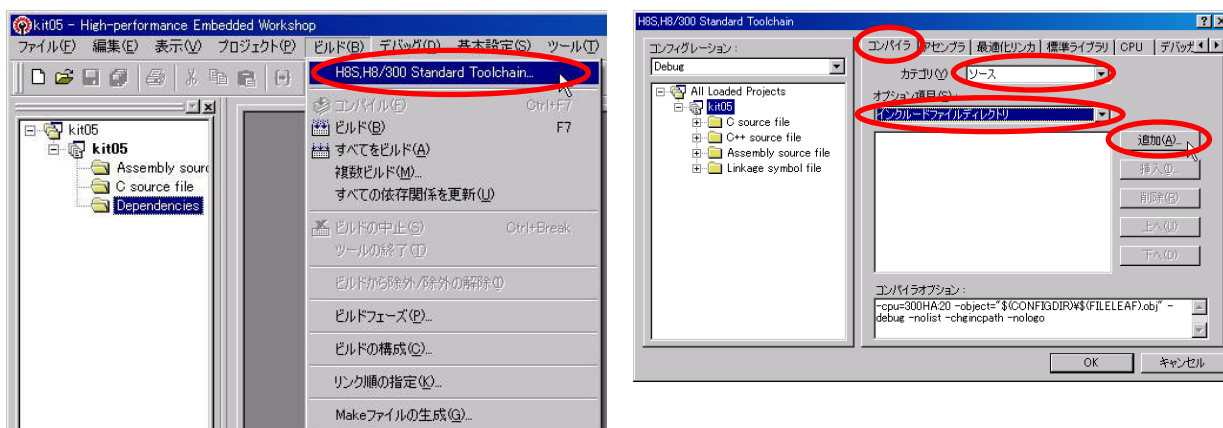 kit05 - High-performance Embedded Workshop
ファイル(F) 編集(E) 表示(V) プロジェクト(P) ビルド(B) デバッグ(D) 基本設定(S) ツール(T)
H8S,H8/300 Standard Toolchain...
コンパイル(F) Ctrl+F7
ビルド(B) F7
すべてをビルド(A)
複数ビルド(M)...
すべての依存関係を更新(U)
ビルドの中止(S) Ctrl+Break
ツールの終了(T)
ビルドから除外/除外の解除(I)
ビルドフェーズ(P)...
ビルドの構成(C)...
リンク順の指定(K)...
Makeファイルの生成(G)...
kit05
kit05
Assembly sourc
C source file
Dependencies
H8S,H8/300 Standard Toolchain
コンフィグレーション :
Debug
All Loaded Projects
kit05
C source file
C++ source file
Assembly source file
Linkage symbol file
コンパイラ アセンブラ 最適化リンカ 標準ライブラリ CPU デバッガ
カテゴリ(Y) : ソース
オプション項目(S) :
インクルードファイルディレクトリ
追加(A)...
挿入(I)...
削除(R)
上へ(U)
下へ(D)
コンパイラオプション :
-cpu=300HA:20 -object="$(CONFIGDIR)¥$(FILELEAF).obj" -
debug -nolist -chgincpath -nologo
OK キャンセル